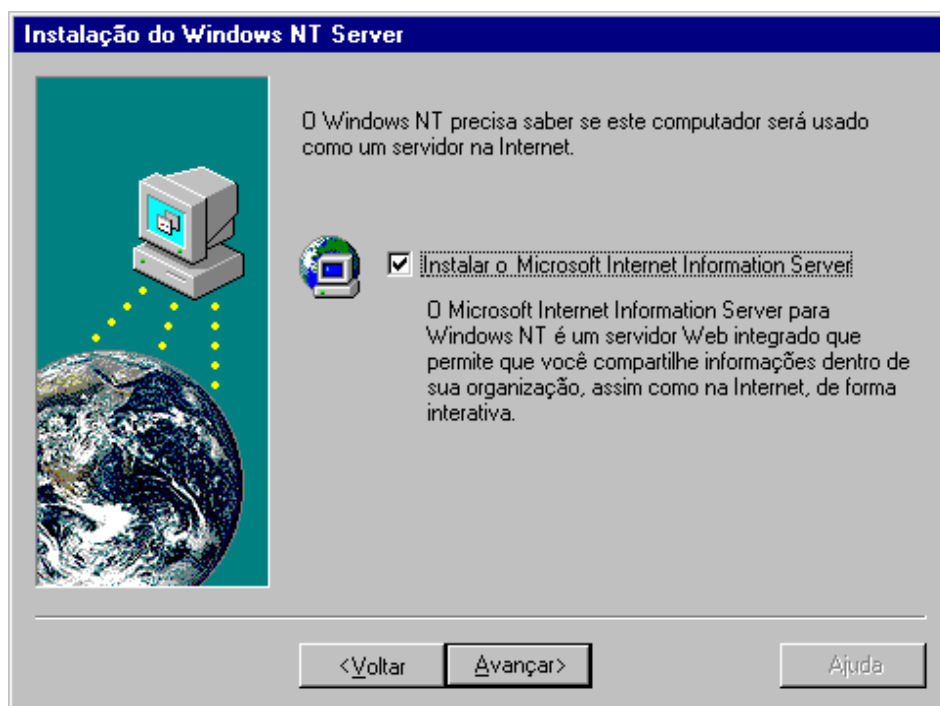 Instalação do Windows NT Server
O Windows NT precisa saber se este computador será usado
como um servidor na Internet.
Instalar o Microsoft Internet Information Server
O Microsoft Internet Information Server para
Windows NT é um servidor Web integrado que
permite que você compartilhe informações dentro de
sua organização, assim como na Internet, de forma
interativa.
<Voltar
Avançar>
Ajuda